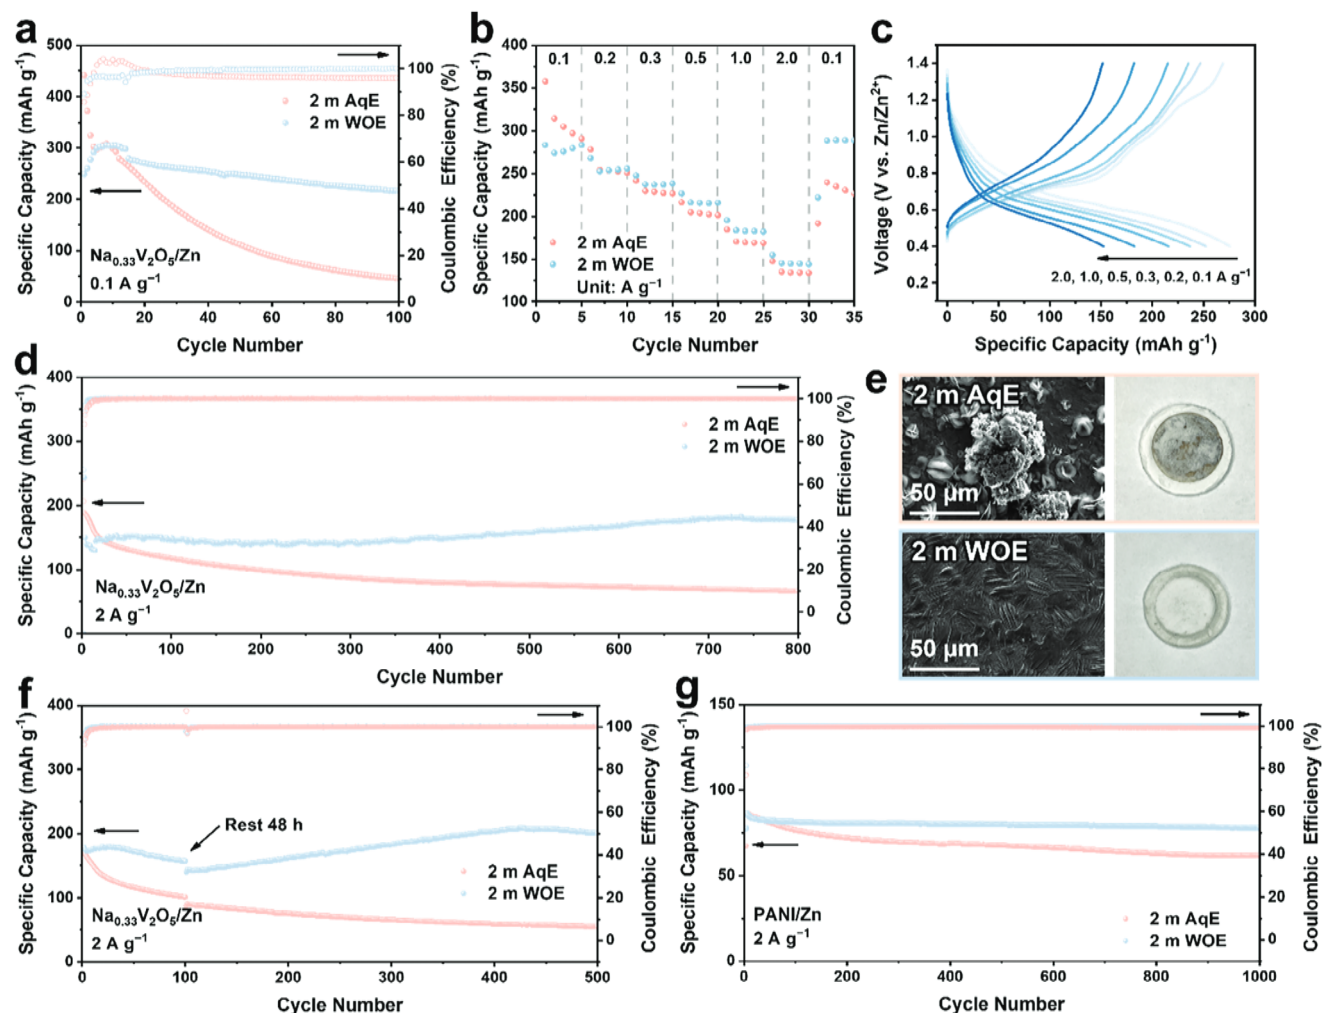 a
500
400
300
200
100
0
Specific Capacity (mAh g⁻¹)
100
80
60
40
20
0
Coulombic Efficiency (%)
2 m AqE
2 m WOE
Na₀.₃₃V₂O₅/Zn
0.1 A g⁻¹
0 20 40 60 80 100
Cycle Number
b
400
350
300
250
200
150
100
Specific Capacity (mAh g⁻¹)
0.1 0.2 0.3 0.5 1.0 2.0 0.1
2 m AqE
2 m WOE
Unit: A g⁻¹
0 5 10 15 20 25 30 35
Cycle Number
c
1.4
1.2
1.0
0.8
0.6
0.4
0.2
Voltage (V vs. Zn/Zn²⁺)
2.0, 1.0, 0.5, 0.3, 0.2, 0.1 A g⁻¹
0 50 100 150 200 250 300
Specific Capacity (mAh g⁻¹)
d
400
300
200
100
0
Specific Capacity (mAh g⁻¹)
100
80
60
40
20
0
Coulombic Efficiency (%)
2 m AqE
2 m WOE
Na₀.₃₃V₂O₅/Zn
2 A g⁻¹
0 100 200 300 400 500 600 700 800
Cycle Number
e
2 m AqE
50 μm
2 m WOE
50 μm
f
400
300
200
100
0
Specific Capacity (mAh g⁻¹)
100
80
60
40
20
0
Coulombic Efficiency (%)
Rest 48 h
2 m AqE
2 m WOE
Na₀.₃₃V₂O₅/Zn
2 A g⁻¹
0 100 200 300 400 500
Cycle Number
g
150
100
50
0
Specific Capacity (mAh g⁻¹)
100
80
60
40
20
0
Coulombic Efficiency (%)
PANI/Zn
2 A g⁻¹
2 m AqE
2 m WOE
0 200 400 600 800 1000
Cycle Number